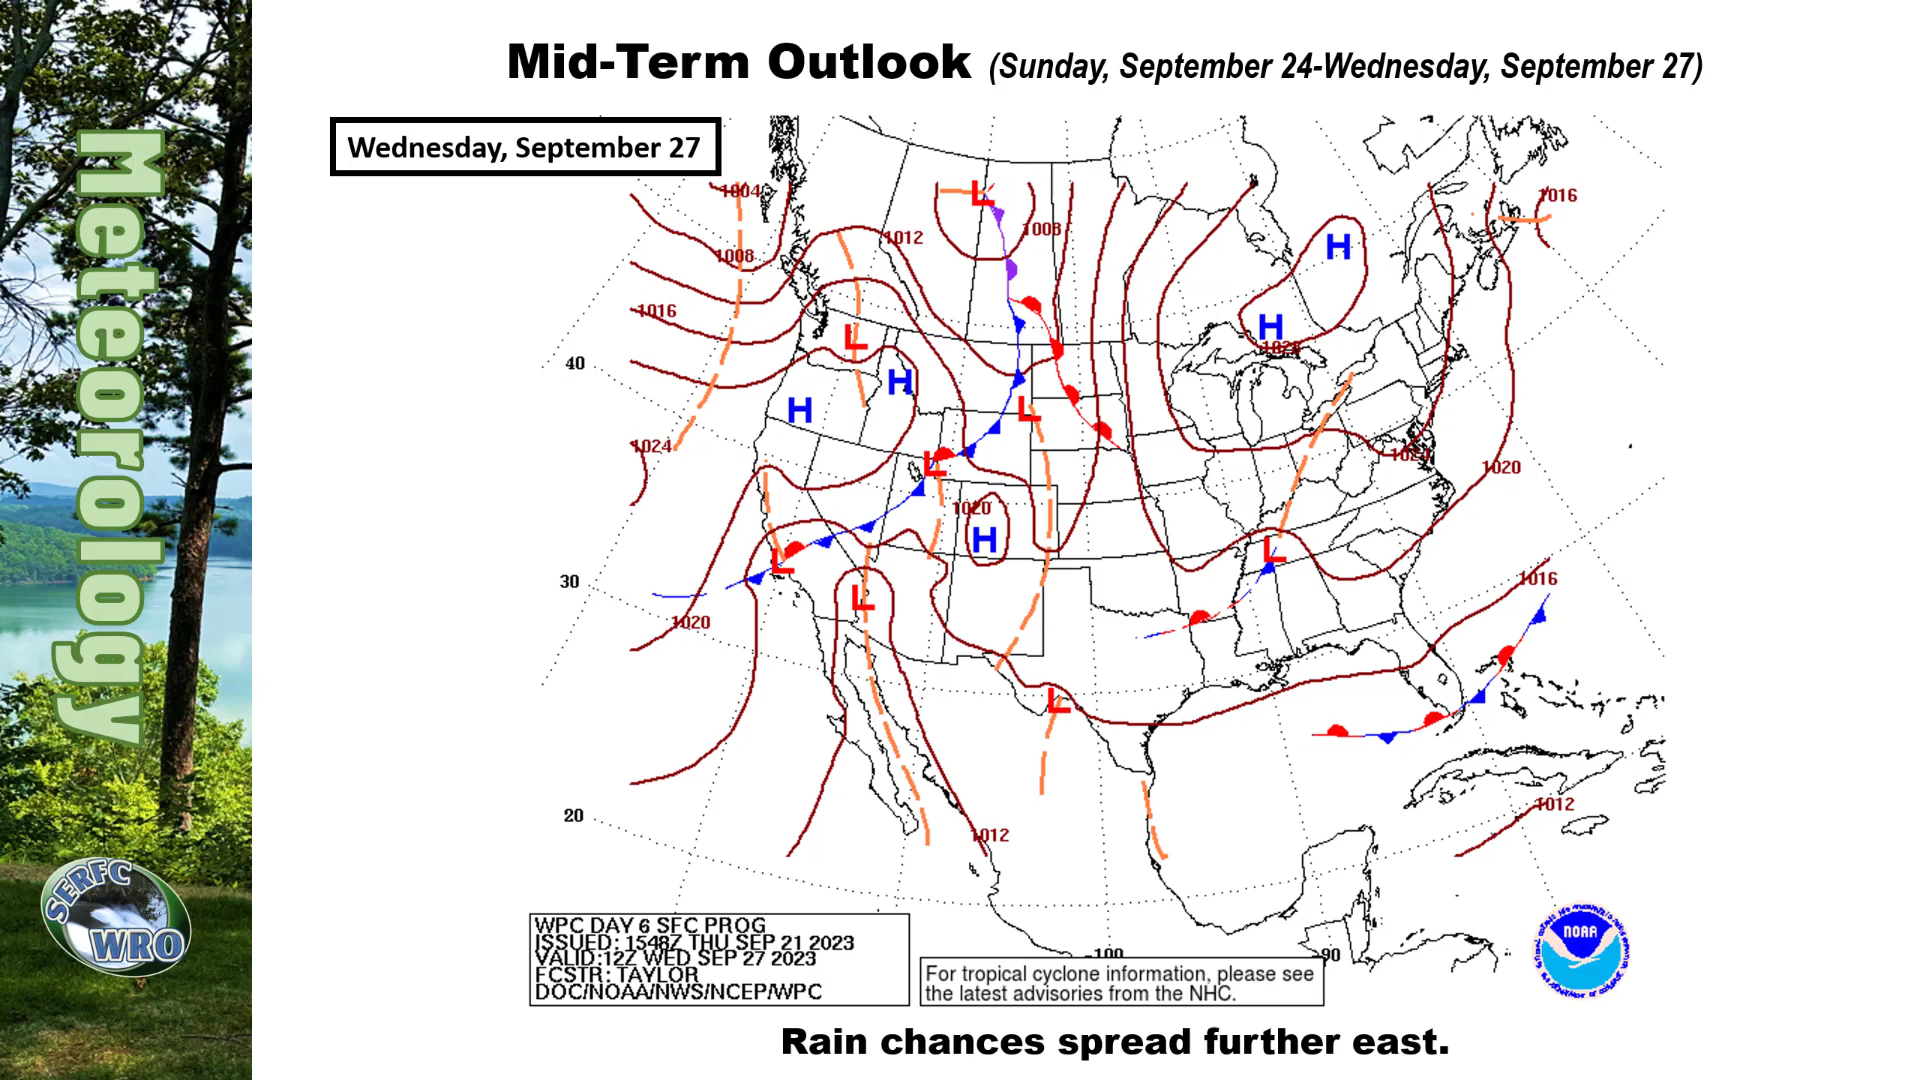 Mid-Term Outlook (Sunday, September 24-Wednesday, September 27)
Wednesday, September 27
Meteorology
1004
1016
1008
1012
1008
H
1016
L
L
H
1028
40
H
H
L
1024
1024
1020
L
1020
H
L
L
30
L
1016
1020
L
20
1012
1012
WPC DAY 6 SFC PROG
ISSUED: 1548Z THU SEP 21 2023
VALID:12Z WED SEP 27 2023
FCSTR: TAYLOR
DOC/NOAA/NWS/NCEP/WPC
-100
-90
For tropical cyclone information, please see
the latest advisories from the NHC.
NOAA
SERFC
WRO
Rain chances spread further east.